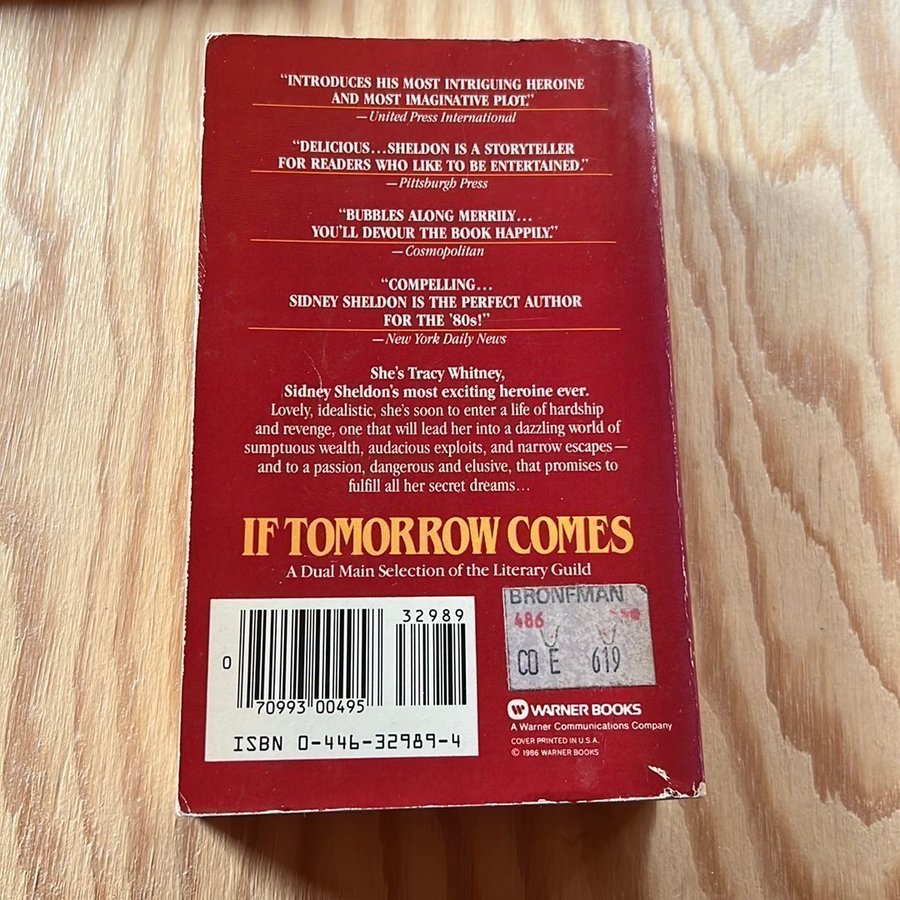 “INTRODUCES HIS MOST INTRIGUING HEROINE
AND MOST IMAGINATIVE PLOT.”
—United Press International
“DELICIOUS...SHELDON IS A STORYTELLER
FOR READERS WHO LIKE TO BE ENTERTAINED.”
—Pittsburgh Press
“BUBBLES ALONG MERRILY...
YOU’LL DEVOUR THE BOOK HAPPILY.”
—Cosmopolitan
“COMPELLING...
SIDNEY SHELDON IS THE PERFECT AUTHOR
FOR THE ’80s!”
—New York Daily News
She’s Tracy Whitney,
Sidney Sheldon’s most exciting heroine ever.
Lovely, idealistic, she’s soon to enter a life of hardship
and revenge, one that will lead her into a dazzling world of
sumptuous wealth, audacious exploits, and narrow escapes—
and to a passion, dangerous and elusive, that promises to
fulfill all her secret dreams...
IF TOMORROW COMES
A Dual Main Selection of the Literary Guild
32989
0
70993 00495
ISBN 0-446-32989-4
BRONFMAN
486
CO E 619
WARNER BOOKS
A Warner Communications Company
COVER PRINTED IN U.S.A.
© 1986 WARNER BOOKS